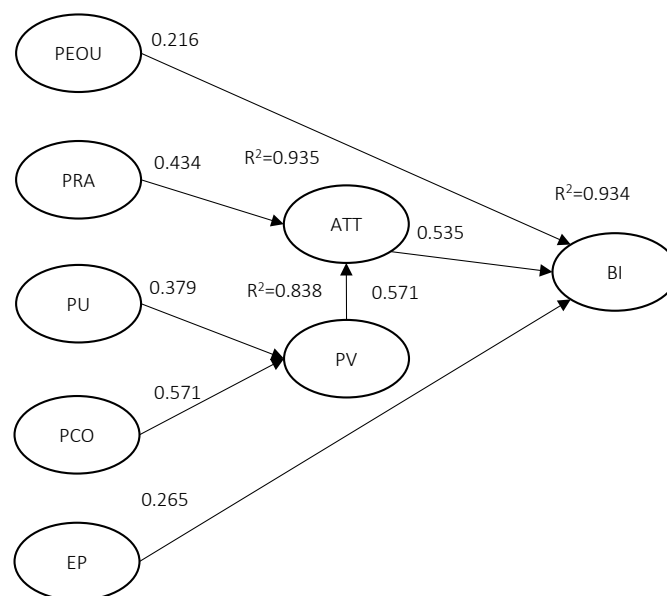 PEOU
0.216
PRA
0.434
R²=0.935
ATT
0.535
R²=0.934
BI
PU
0.379
R²=0.838
0.571
PV
PCO
0.571
EP
0.265